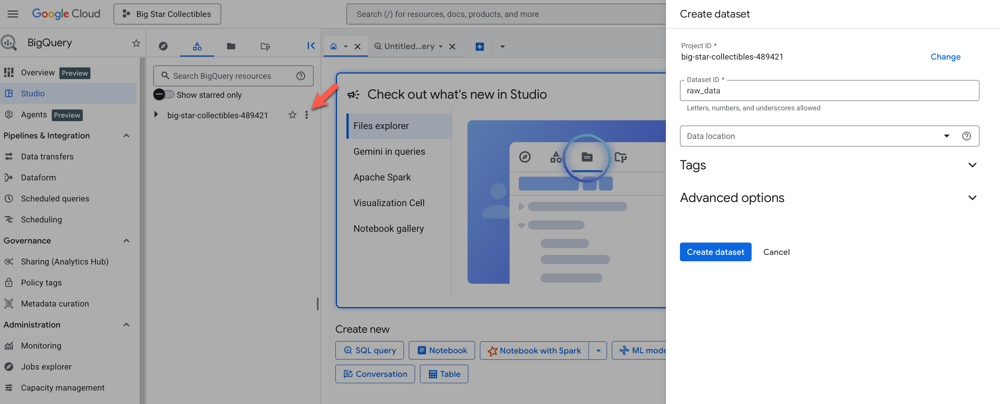 Google Cloud
Big Star Collectibles
Search (/) for resources, docs, products, and more
BigQuery
Overview Preview
Studio
Agents Preview
Pipelines & Integration
Data transfers
Dataform
Scheduled queries
Scheduling
Governance
Sharing (Analytics Hub)
Policy tags
Metadata curation
Administration
Monitoring
Jobs explorer
Capacity management
Search BigQuery resources
Show starred only
big-star-collectibles-489421
Untitled...ery
Check out what's new in Studio
Files explorer
Gemini in queries
Apache Spark
Visualization Cell
Notebook gallery
Create new
SQL query
Notebook
Notebook with Spark
ML mode
Conversation
Table
Create dataset
Project ID *
big-star-collectibles-489421
Change
Dataset ID *
raw_data
Letters, numbers, and underscores allowed
Data location
Tags
Advanced options
Create dataset
Cancel